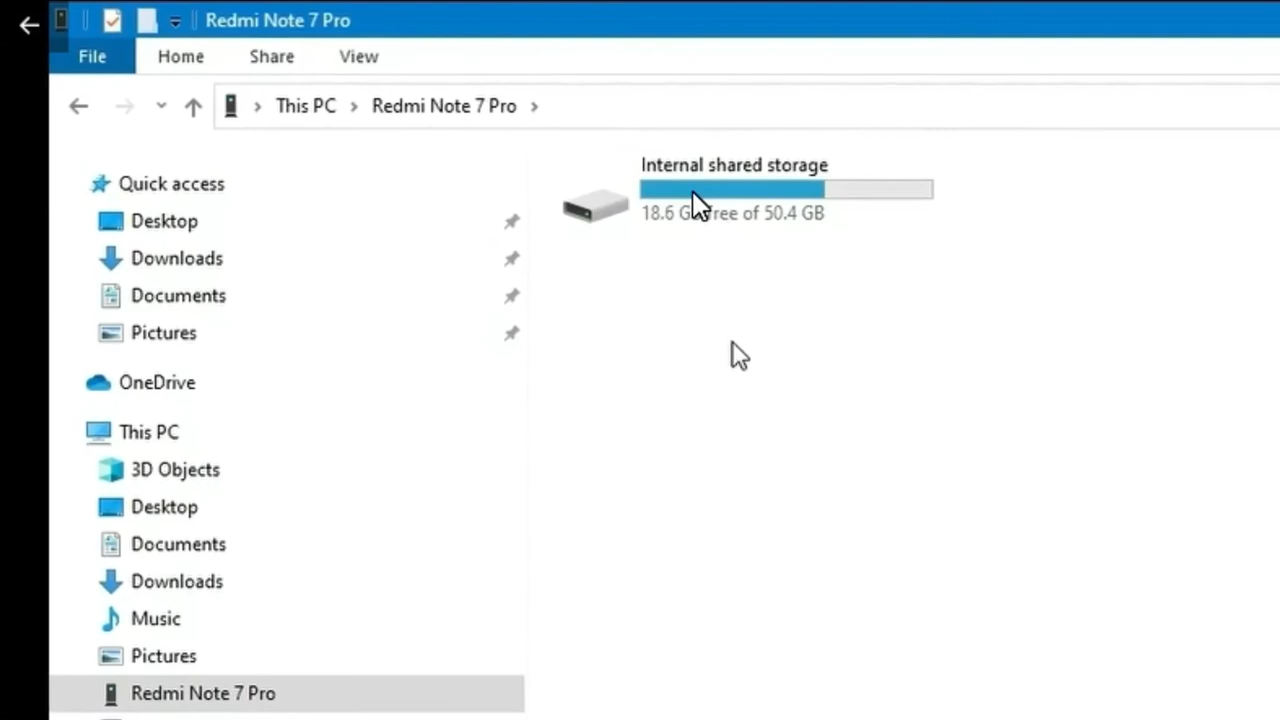 Redmi Note 7 Pro
File Home Share View
This PC Redmi Note 7 Pro
Quick access
Desktop
Downloads
Documents
Pictures
OneDrive
This PC
3D Objects
Desktop
Documents
Downloads
Music
Pictures
Redmi Note 7 Pro
Internal shared storage
18.6 free of 50.4 GB